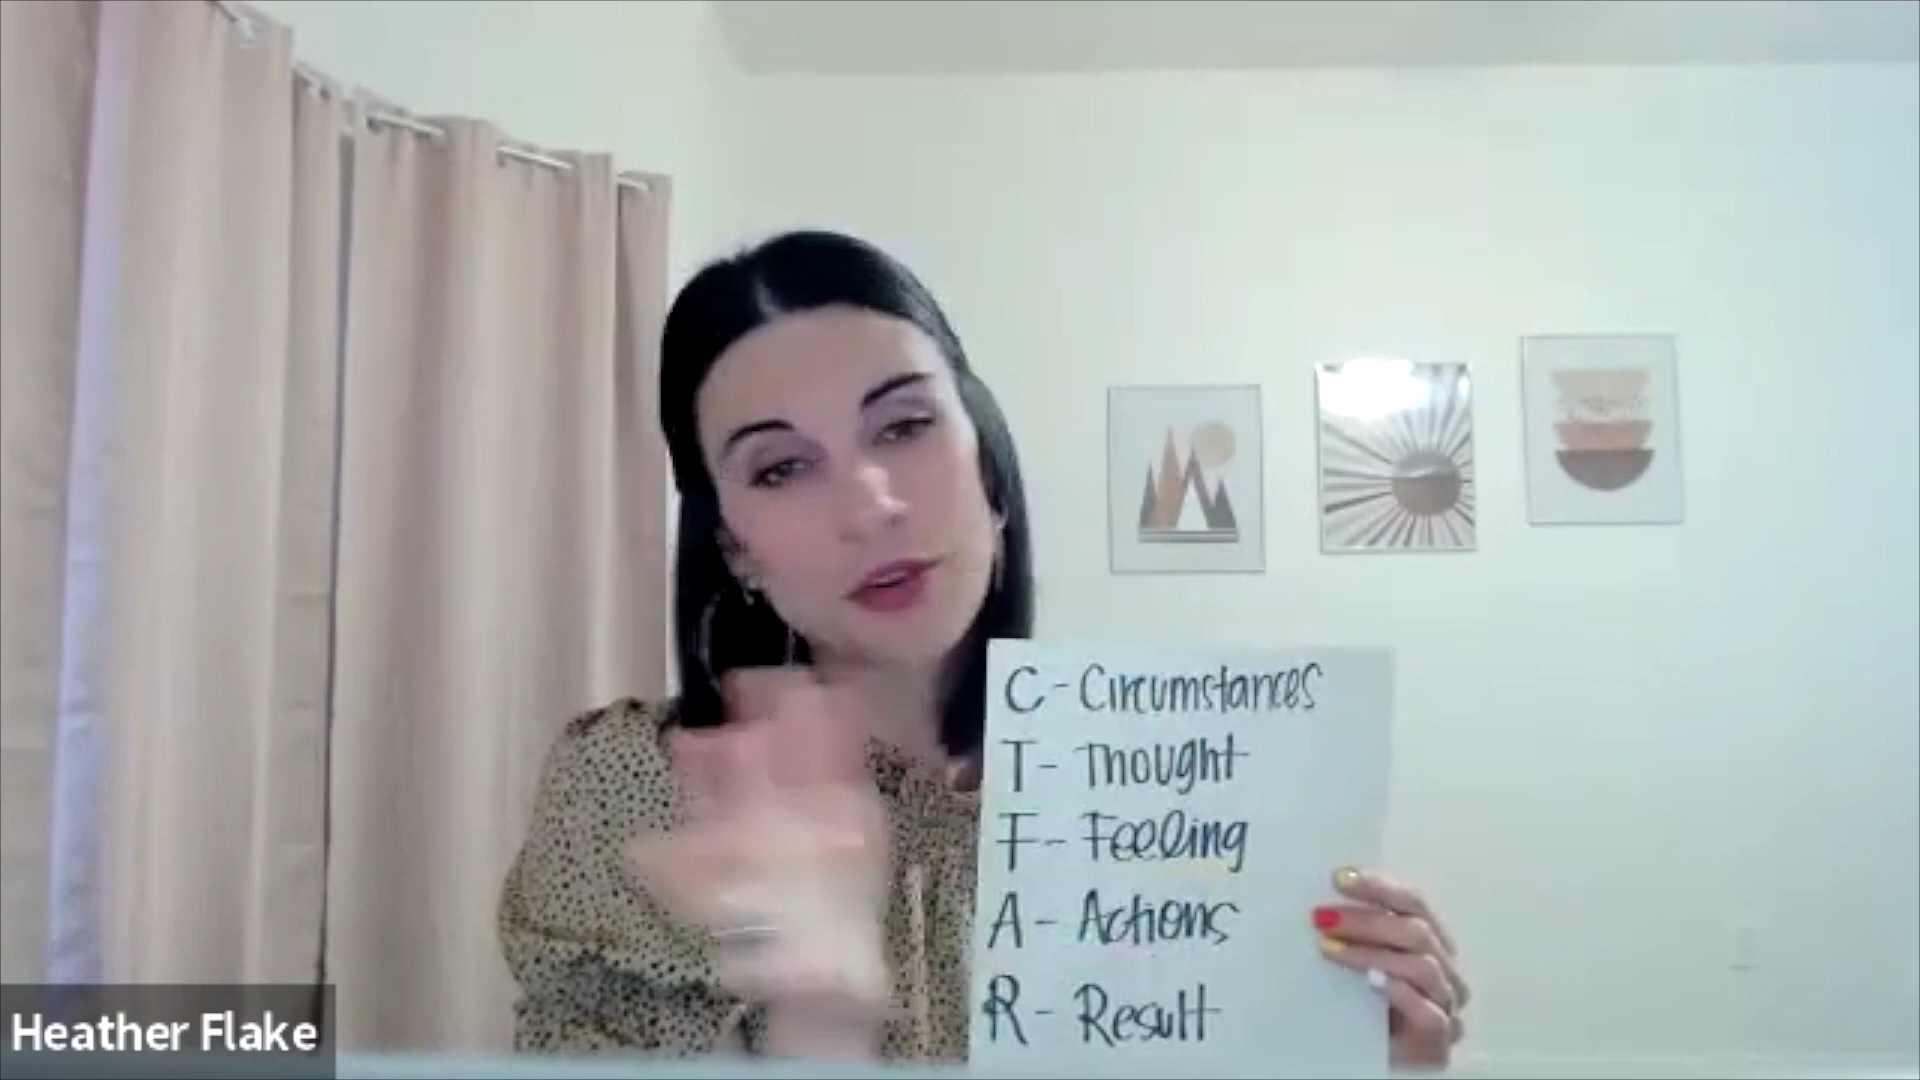 C - Circumstances
T - Thought
F - Feeling
A - Actions
R - Result
Heather Flake